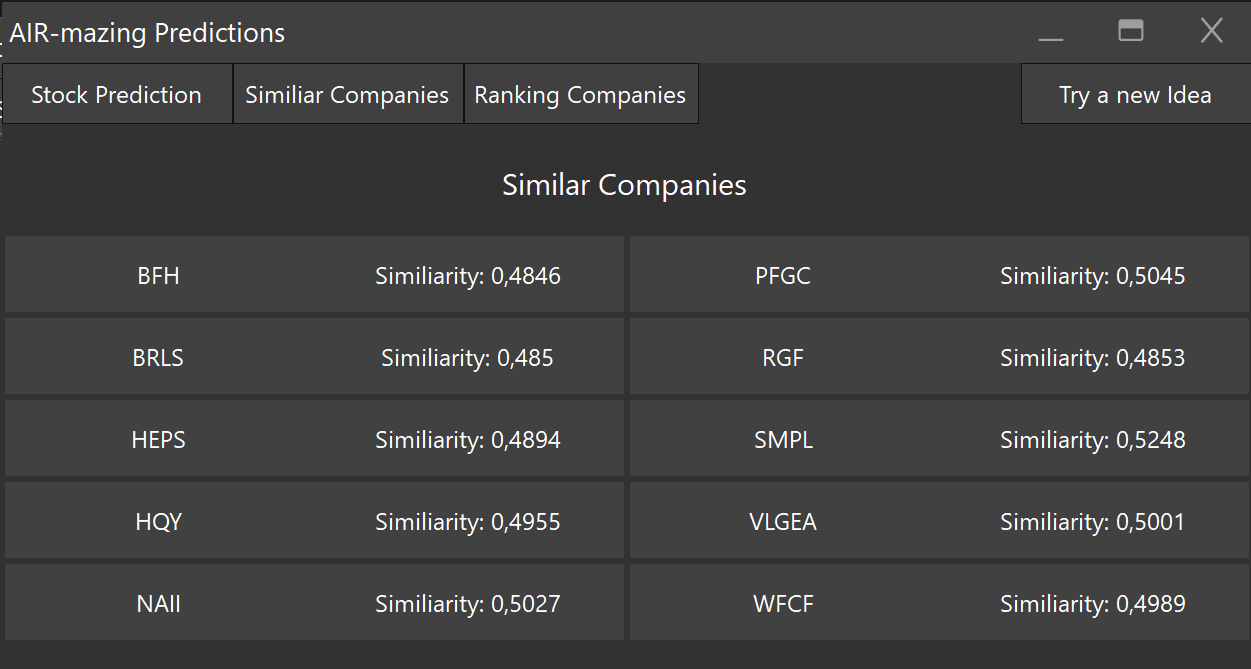 AIR-mazing Predictions
Stock Prediction Similiar Companies Ranking Companies Try a new Idea
Similar Companies
BFH Similiarity: 0,4846 PFGC Similiarity: 0,5045
BRLS Similiarity: 0,485 RGF Similiarity: 0,4853
HEPS Similiarity: 0,4894 SMPL Similiarity: 0,5248
HQY Similiarity: 0,4955 VLGEA Similiarity: 0,5001
NAII Similiarity: 0,5027 WFCF Similiarity: 0,4989